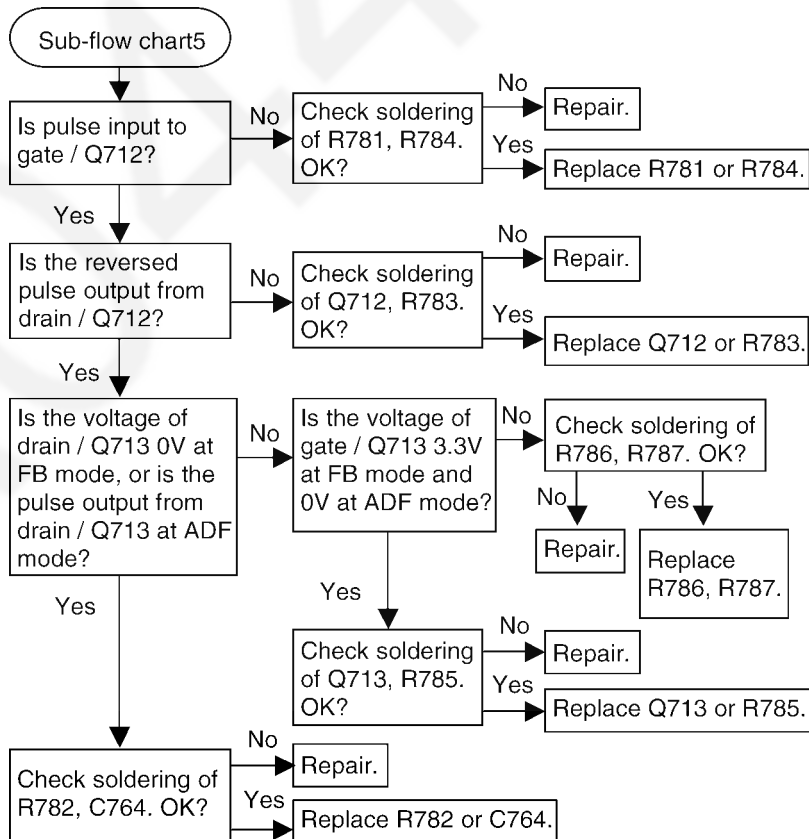 Sub-flow chart5
Is pulse input to
gate / Q712?
No
Check soldering
of R781, R784.
OK?
No
Repair.
Yes
Replace R781 or R784.
Yes
Is the reversed
pulse output from
drain / Q712?
No
Check soldering
of Q712, R783.
OK?
No
Repair.
Yes
Replace Q712 or R783.
Yes
Is the voltage of
drain / Q713 0V at
FB mode, or is the
pulse output from
drain / Q713 at ADF
mode?
No
Is the voltage of
gate / Q713 3.3V
at FB mode and
0V at ADF mode?
No
Check soldering of
R786, R787. OK?
No
Repair.
Yes
Replace
R786, R787.
Yes
Check soldering
of Q713, R785.
OK?
No
Repair.
Yes
Replace Q713 or R785.
Yes
Check soldering of
R782, C764. OK?
No
Repair.
Yes
Replace R782 or C764.